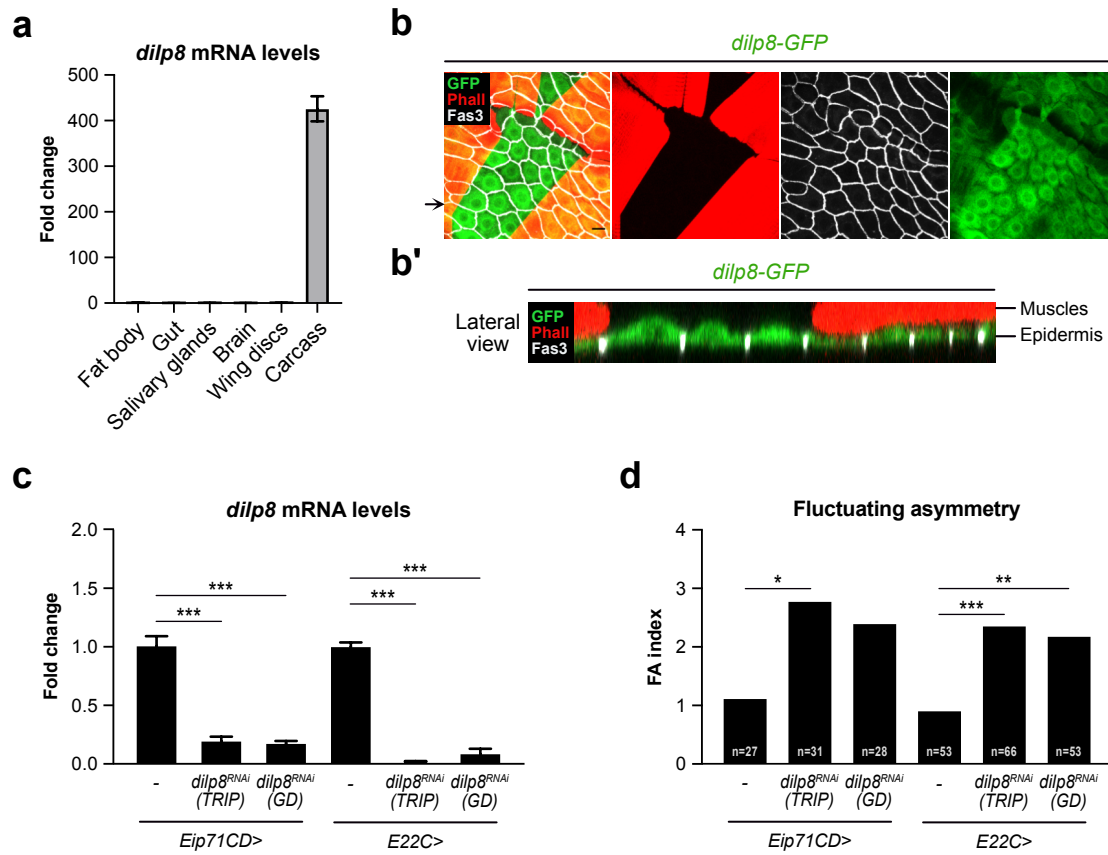 a
dilp8 mRNA levels
Fold change
500
400
300
200
100
0
Fat body
Gut
Salivary glands
Brain
Wing discs
Carcass
b
dilp8-GFP
GFP
Phall
Fas3
b'
dilp8-GFP
Lateral
view
GFP
Phall
Fas3
Muscles
Epidermis
c
dilp8 mRNA levels
Fold change
2.0
1.5
1.0
0.5
0.0
***
***
***
***
-
dilp8RNAi
(TRIP)
dilp8RNAi
(GD)
-
dilp8RNAi
(TRIP)
dilp8RNAi
(GD)
Eip71CD>
E22C>
d
Fluctuating asymmetry
FA index
4
3
2
1
0
*
**
***
n=27
n=31
n=28
n=53
n=66
n=53
-
dilp8RNAi
(TRIP)
dilp8RNAi
(GD)
-
dilp8RNAi
(TRIP)
dilp8RNAi
(GD)
Eip71CD>
E22C>